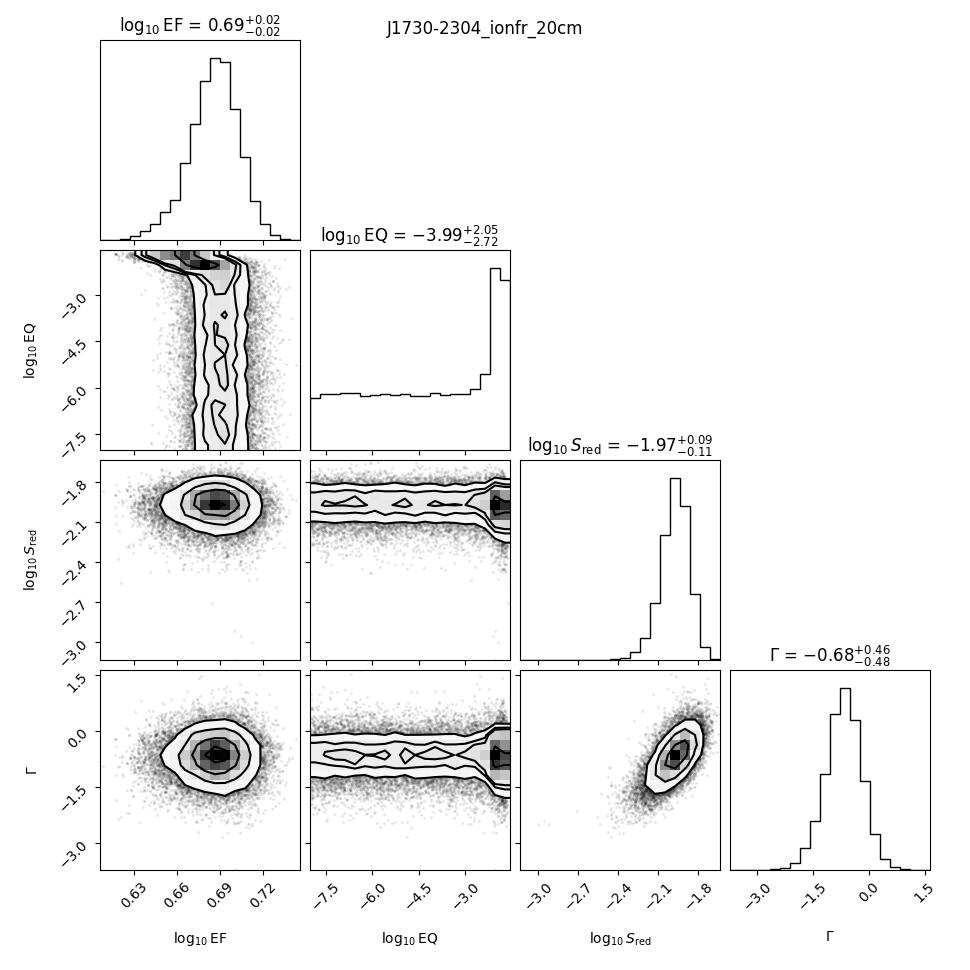 J1730-2304_ionfr_20cm
log₁₀ EF = 0.69⁺⁰·⁰²₋₀.₀₂
log₁₀ EQ = −3.99⁺²·⁰⁵₋₂.₇₂
log₁₀ EQ
−3.0
−4.5
−6.0
−7.5
log₁₀ S_red = −1.97⁺⁰·⁰⁹₋₀.₁₁
log₁₀ S_red
−1.8
−2.1
−2.4
−2.7
−3.0
Γ = −0.68⁺⁰·⁴⁶₋₀.₄₈
Γ
1.5
0.0
−1.5
−3.0
0.63 0.66 0.69 0.72
−7.5 −6.0 −4.5 −3.0
−3.0 −2.7 −2.4 −2.1 −1.8
−3.0 −1.5 0.0 1.5
log₁₀ EF
log₁₀ EQ
log₁₀ S_red
Γ